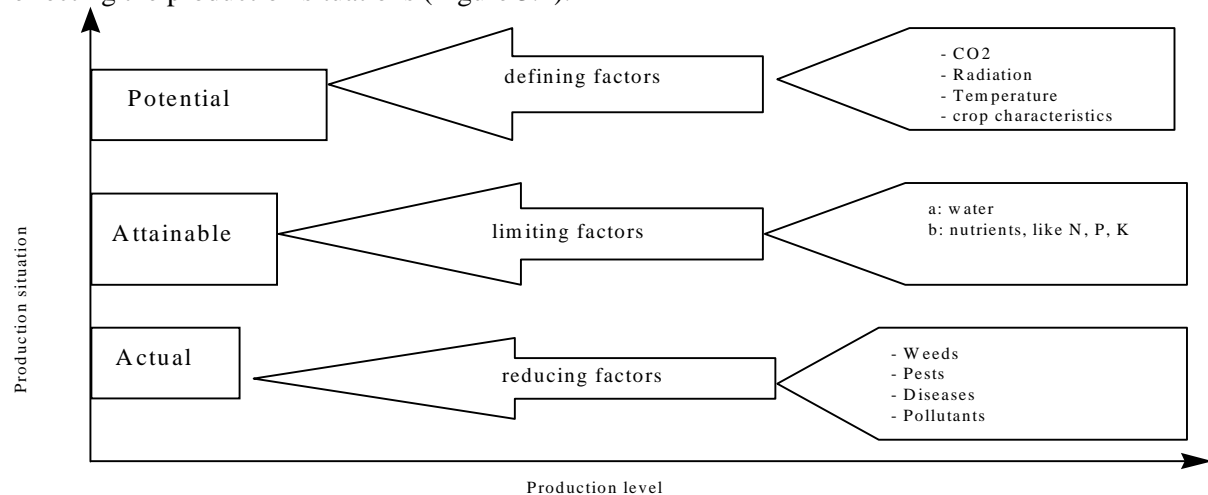 Potential
defining factors
- CO2
- Radiation
- Temperature
- crop characteristics
Attainable
limiting factors
a: water
b: nutrients, like N, P, K
Actual
reducing factors
- Weeds
- Pests
- Diseases
- Pollutants
Production situation
Production level